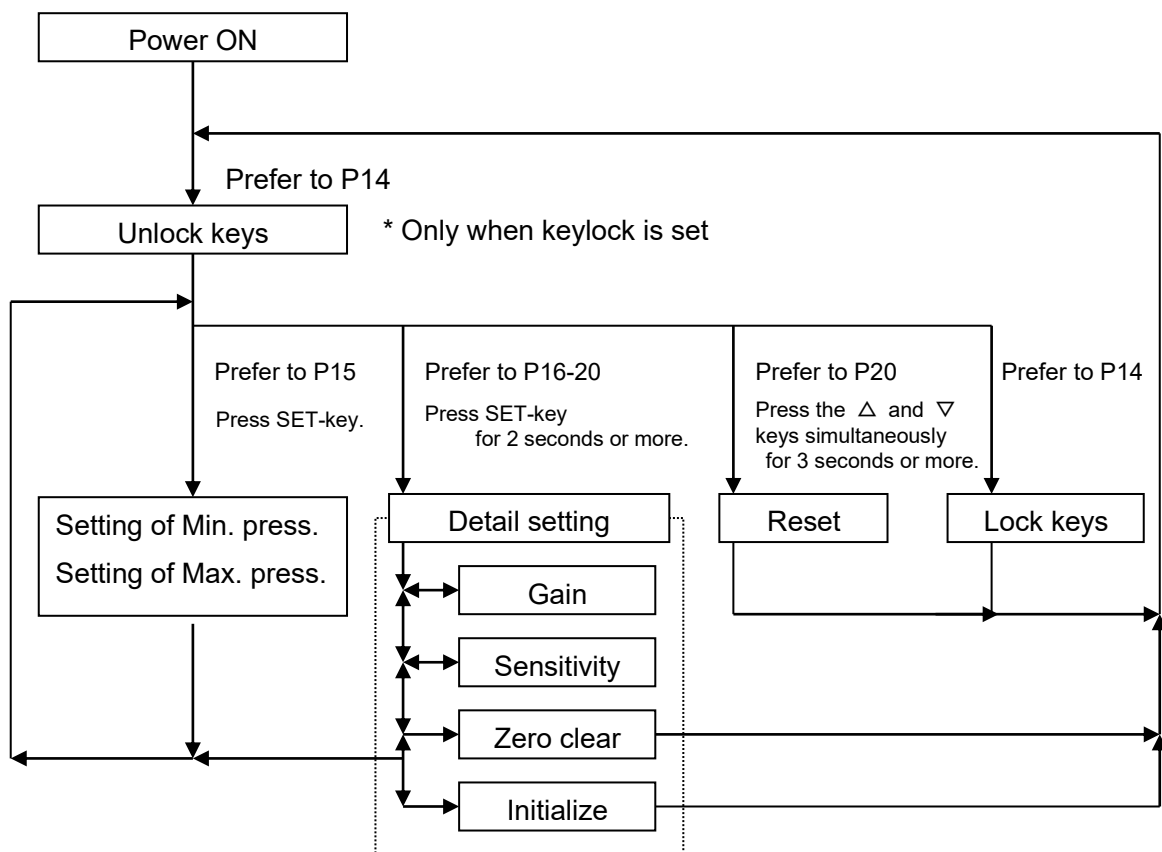 Power ON
Prefer to P14
Unlock keys
* Only when keylock is set
Prefer to P15
Press SET-key.
Prefer to P16-20
Press SET-key
for 2 seconds or more.
Prefer to P20
Press the △ and ▽
keys simultaneously
for 3 seconds or more.
Prefer to P14
Setting of Min. press.
Setting of Max. press.
Detail setting
Reset
Lock keys
Gain
Sensitivity
Zero clear
Initialize